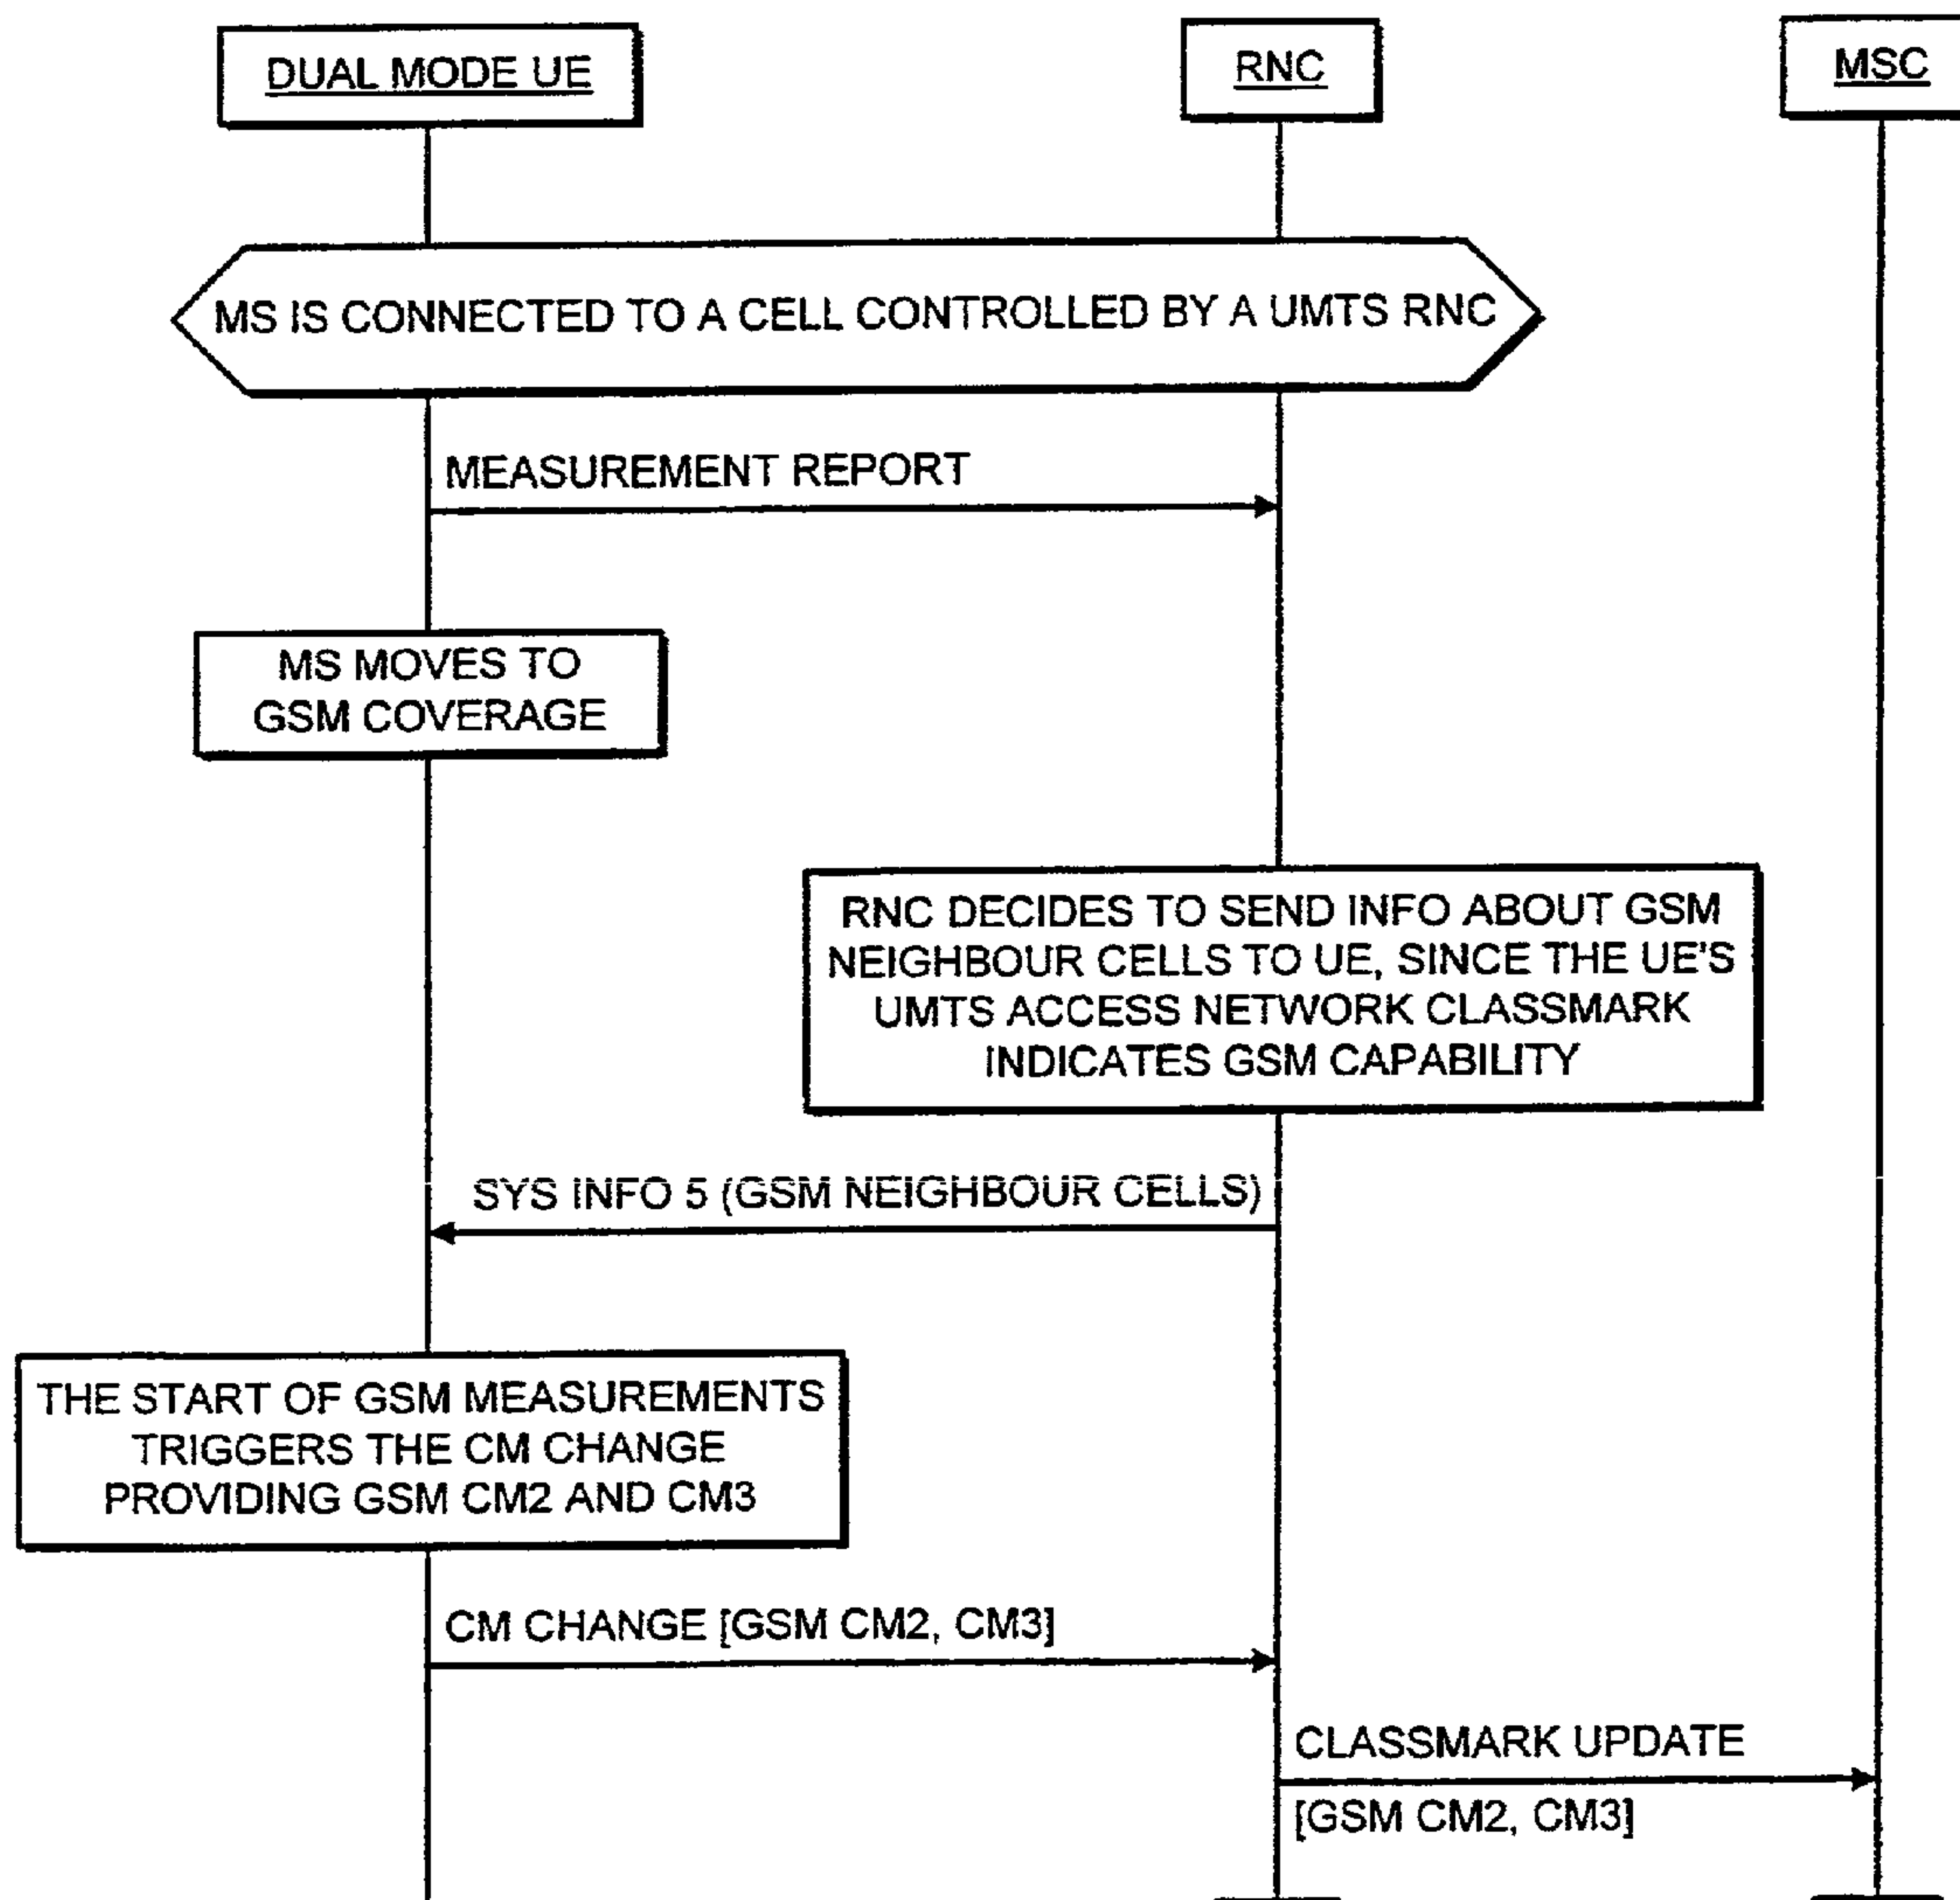 DUAL MODE UE
RNC
MSC
MS IS CONNECTED TO A CELL CONTROLLED BY A UMTS RNC
MEASUREMENT REPORT
MS MOVES TO
GSM COVERAGE
RNC DECIDES TO SEND INFO ABOUT GSM
NEIGHBOUR CELLS TO UE, SINCE THE UE'S
UMTS ACCESS NETWORK CLASSMARK
INDICATES GSM CAPABILITY
SYS INFO 5 (GSM NEIGHBOUR CELLS)
THE START OF GSM MEASUREMENTS
TRIGGERS THE CM CHANGE
PROVIDING GSM CM2 AND CM3
CM CHANGE [GSM CM2, CM3]
CLASSMARK UPDATE
[GSM CM2, CM3]